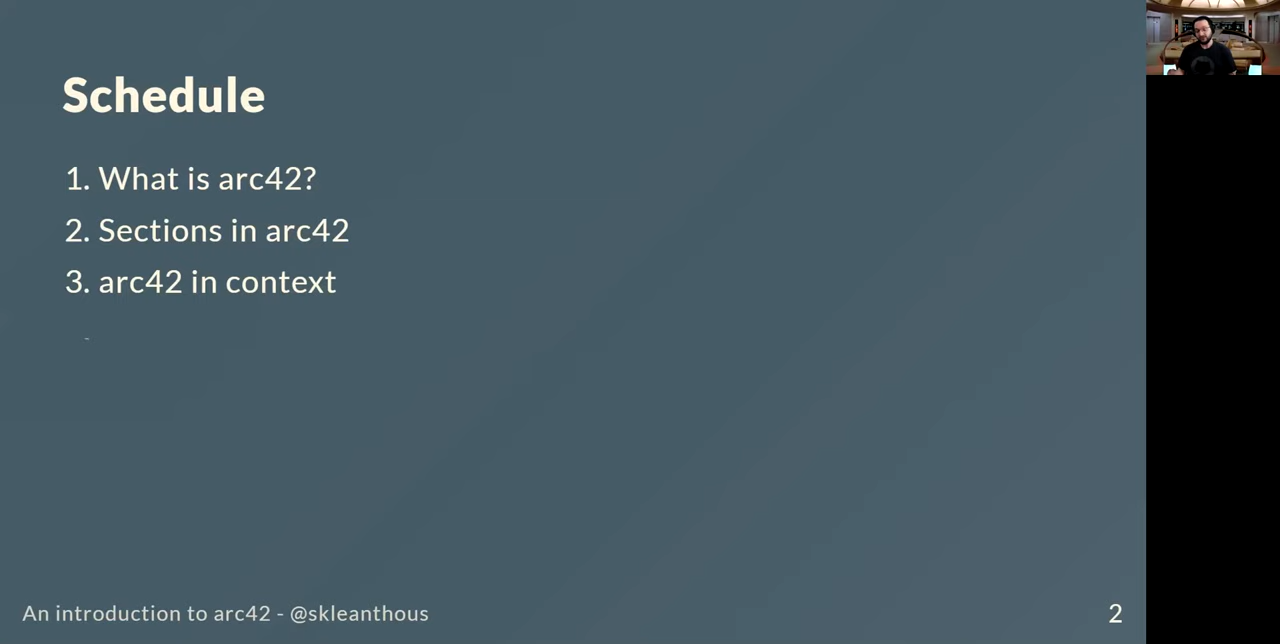 Schedule
1. What is arc42?
2. Sections in arc42
3. arc42 in context
An introduction to arc42 - @skleanthous
2